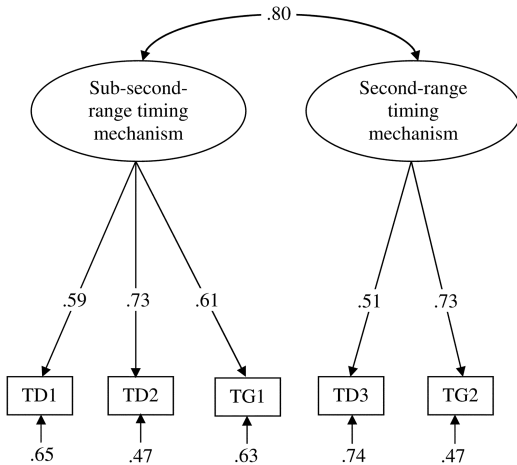 .80
Sub-second-
range timing
mechanism
Second-range
timing
mechanism
.59
.73
.61
.51
.73
TD1
TD2
TG1
TD3
TG2
.65
.47
.63
.74
.47